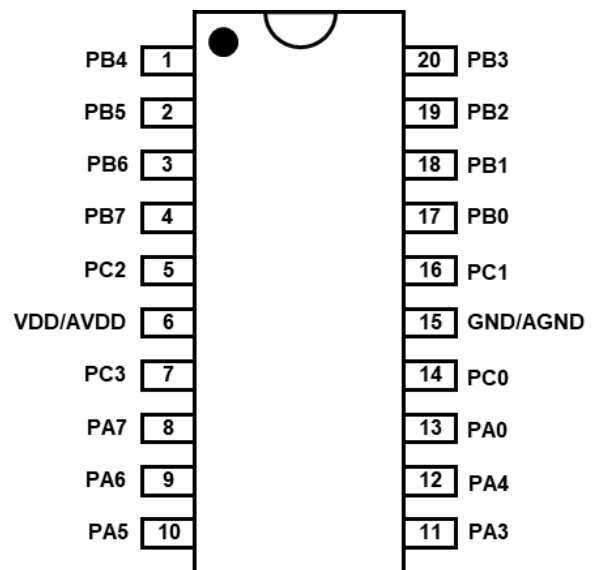 PB4 1 20 PB3
PB5 2 19 PB2
PB6 3 18 PB1
PB7 4 17 PB0
PC2 5 16 PC1
VDD/AVDD 6 15 GND/AGND
PC3 7 14 PC0
PA7 8 13 PA0
PA6 9 12 PA4
PA5 10 11 PA3